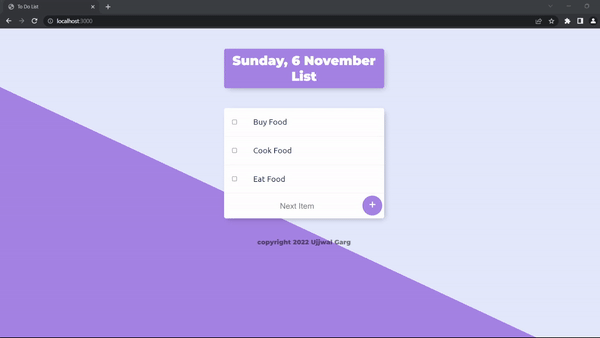 To Do List
localhost:3000
Sunday, 6 November
List
Buy Food
Cook Food
Eat Food
Next Item
+
copyright 2022 Ujjwal Garg